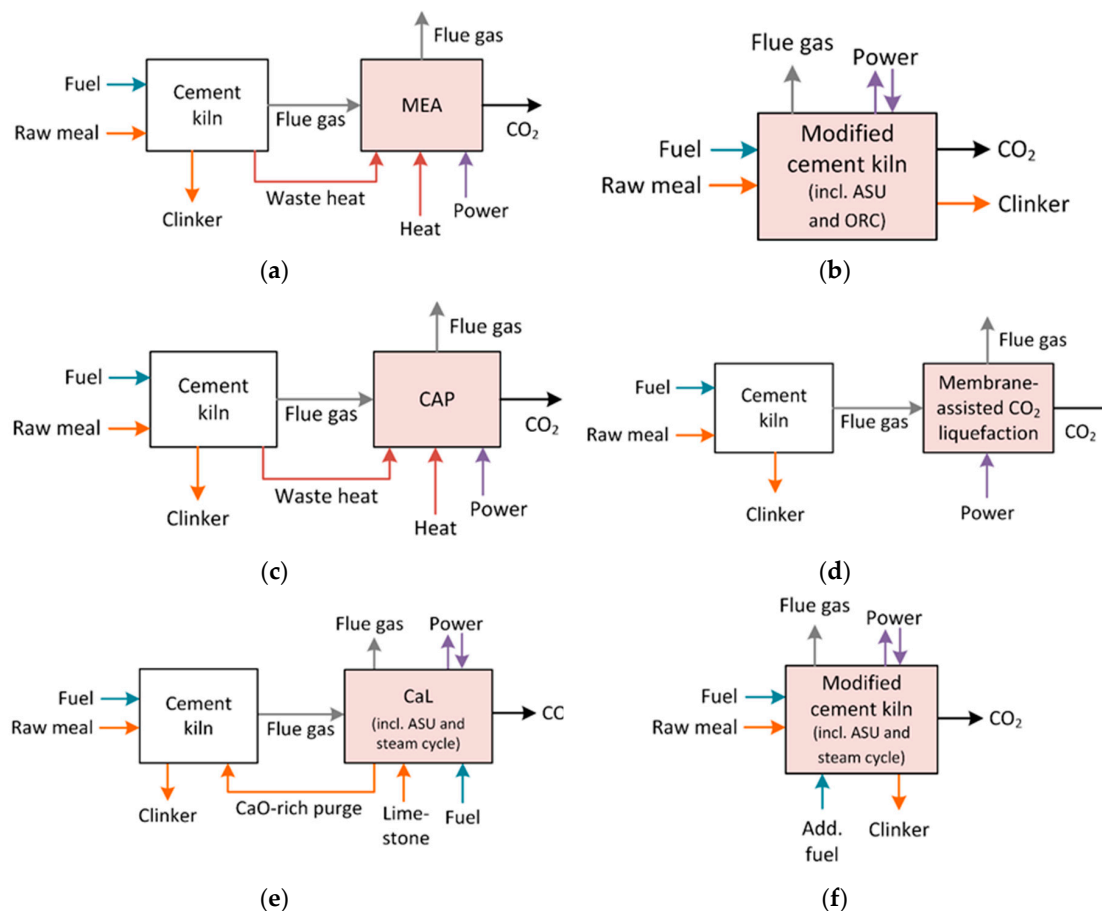 Flue gas
Fuel
Cement
kiln
MEA
Raw meal
Flue gas
CO₂
Waste heat
Clinker
Heat
Power
(a)
Flue gas
Power
Modified
cement kiln
(incl. ASU
and ORC)
Fuel
CO₂
Raw meal
Clinker
(b)
Flue gas
Fuel
Cement
kiln
CAP
Raw meal
Flue gas
CO₂
Waste heat
Clinker
Heat
Power
(c)
Flue gas
Fuel
Cement
kiln
Membrane-
assisted CO₂
liquefaction
Raw meal
Flue gas
CO₂
Clinker
Power
(d)
Flue gas
Power
Fuel
Cement
kiln
CaL
(incl. ASU and
steam cycle)
CC
Raw meal
Flue gas
Clinker
CaO-rich purge
Lime-
stone
Fuel
(e)
Flue gas
Power
Fuel
Modified
cement kiln
(incl. ASU and
steam cycle)
CO₂
Raw meal
Add.
fuel
Clinker
(f)